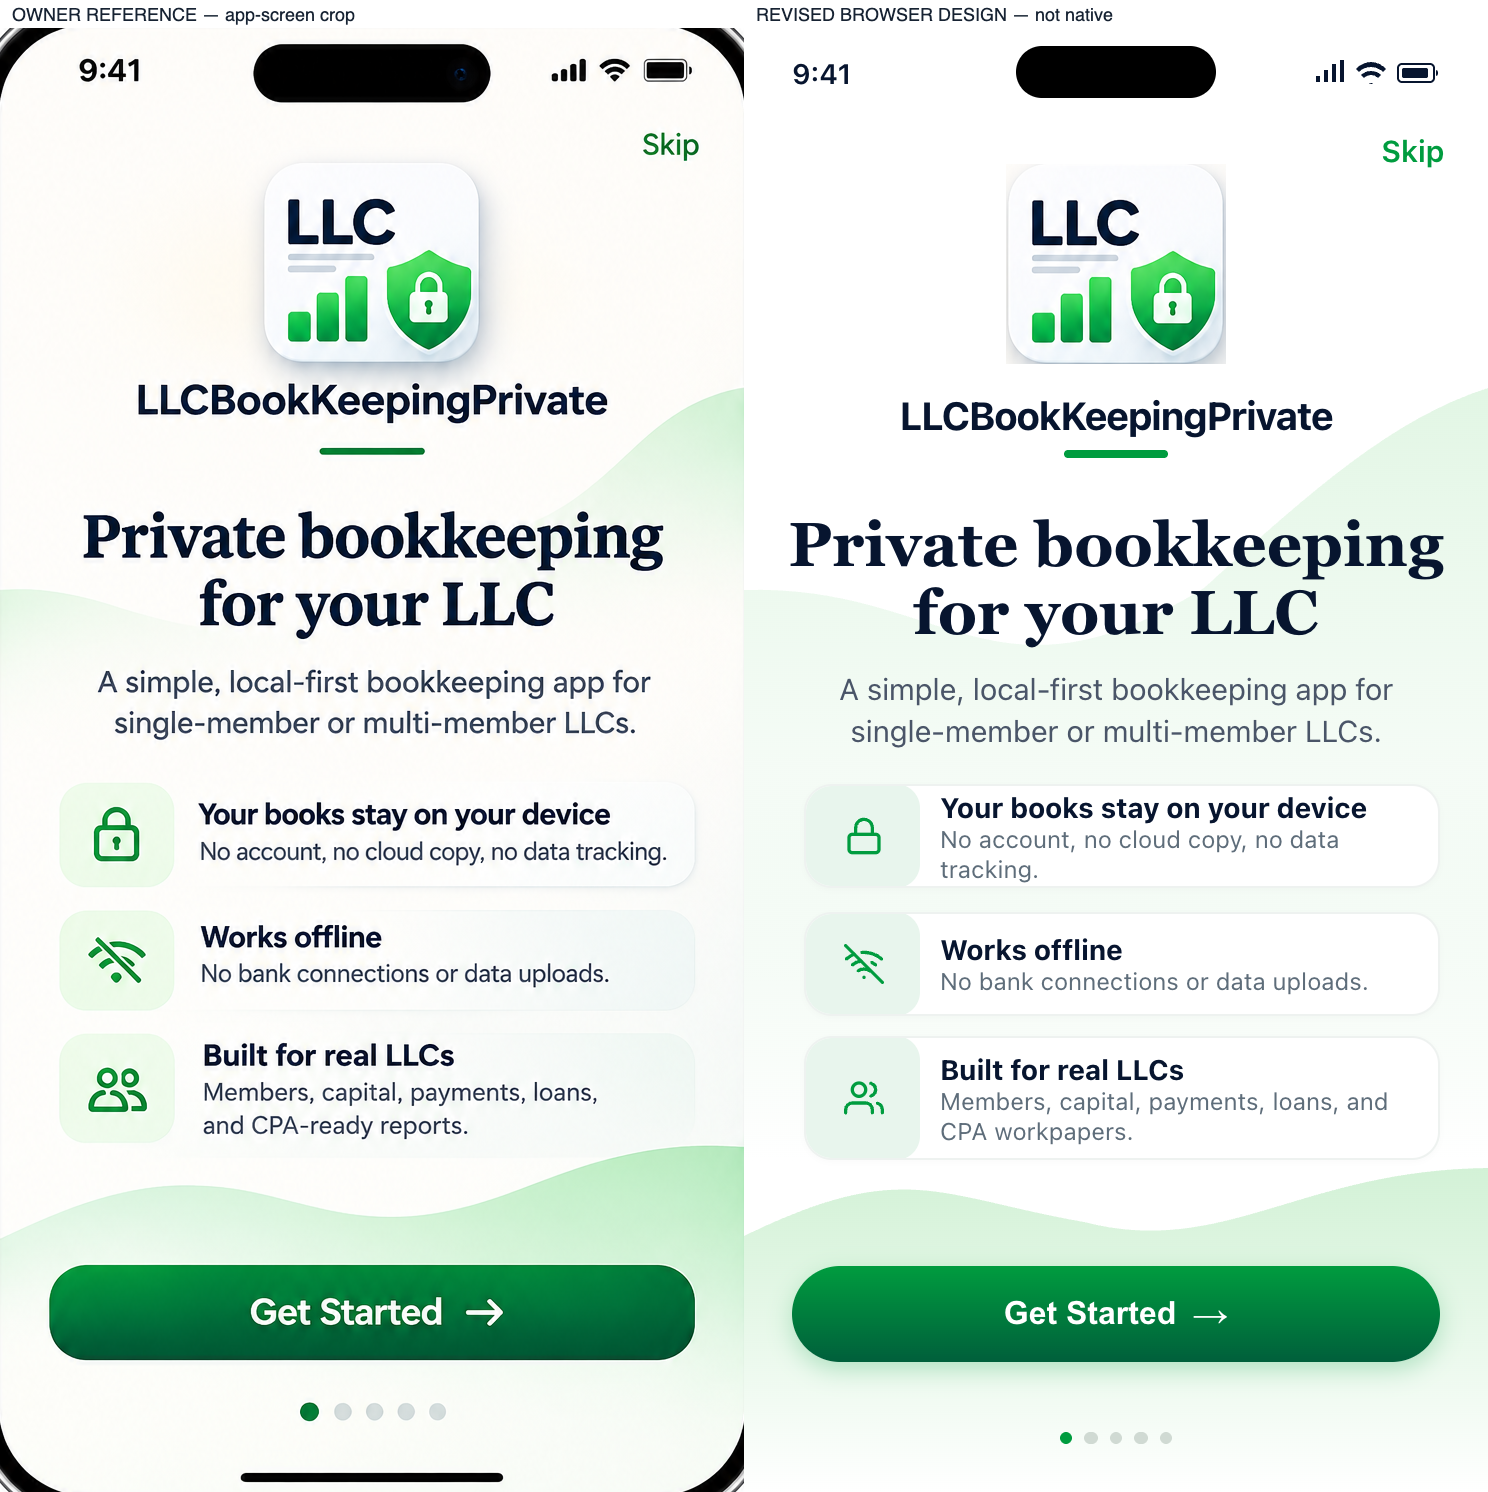 OWNER REFERENCE — app-screen crop
9:41
Skip
LLC
LLCBookKeepingPrivate
Private bookkeeping
for your LLC
A simple, local-first bookkeeping app for
single-member or multi-member LLCs.
Your books stay on your device
No account, no cloud copy, no data tracking.
Works offline
No bank connections or data uploads.
Built for real LLCs
Members, capital, payments, loans,
and CPA-ready reports.
Get Started →
REVISED BROWSER DESIGN — not native
9:41
Skip
LLC
LLCBookKeepingPrivate
Private bookkeeping
for your LLC
A simple, local-first bookkeeping app for
single-member or multi-member LLCs.
Your books stay on your device
No account, no cloud copy, no data
tracking.
Works offline
No bank connections or data uploads.
Built for real LLCs
Members, capital, payments, loans, and
CPA workpapers.
Get Started →